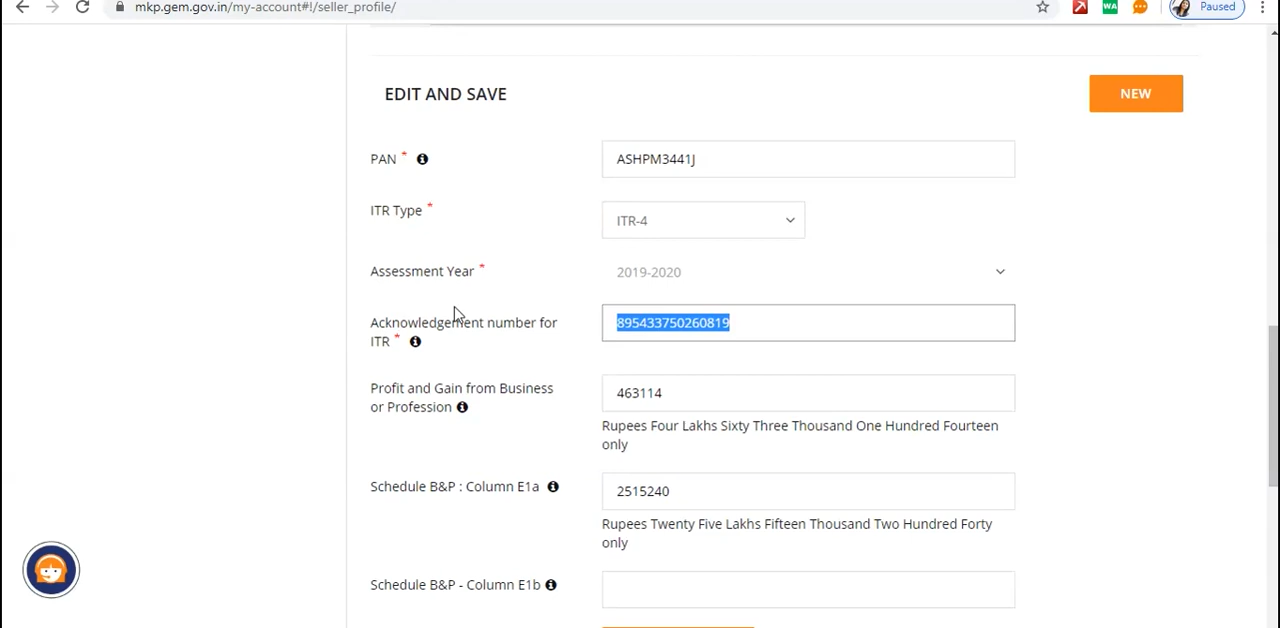 mkp.gem.gov.in/my-account#!/seller_profile/
WA
Paused
EDIT AND SAVE
NEW
PAN *
ASHPM3441J
ITR Type *
ITR-4
Assessment Year *
2019-2020
Acknowledgement number for
ITR *
895433750260819
Profit and Gain from Business
or Profession
463114
Rupees Four Lakhs Sixty Three Thousand One Hundred Fourteen
only
Schedule B&P : Column E1a
2515240
Rupees Twenty Five Lakhs Fifteen Thousand Two Hundred Forty
only
Schedule B&P - Column E1b